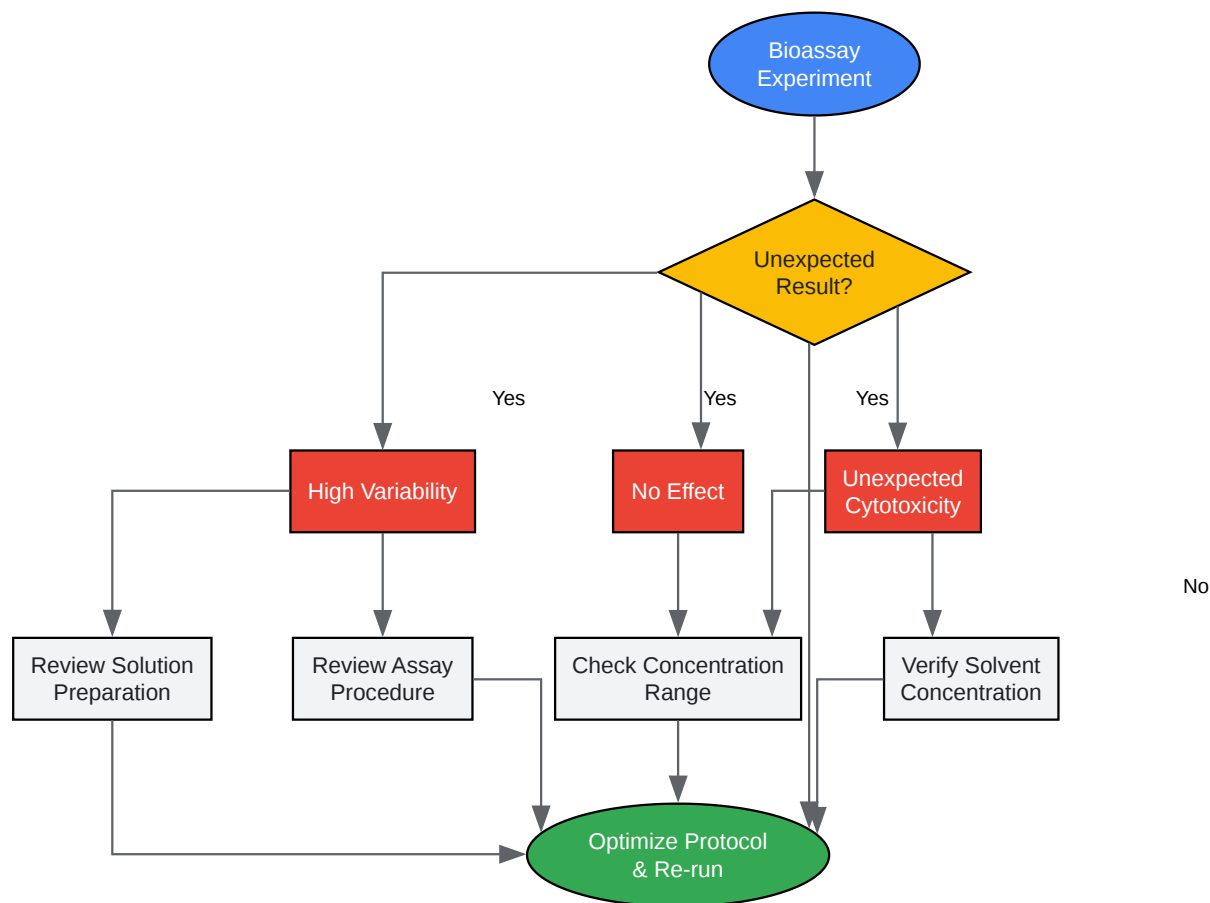 Bioassay
Experiment
Unexpected
Result?
Yes
Yes
Yes
High Variability
No Effect
Unexpected
Cytotoxicity
No
Review Solution
Preparation
Review Assay
Procedure
Check Concentration
Range
Verify Solvent
Concentration
Optimize Protocol
& Re-run